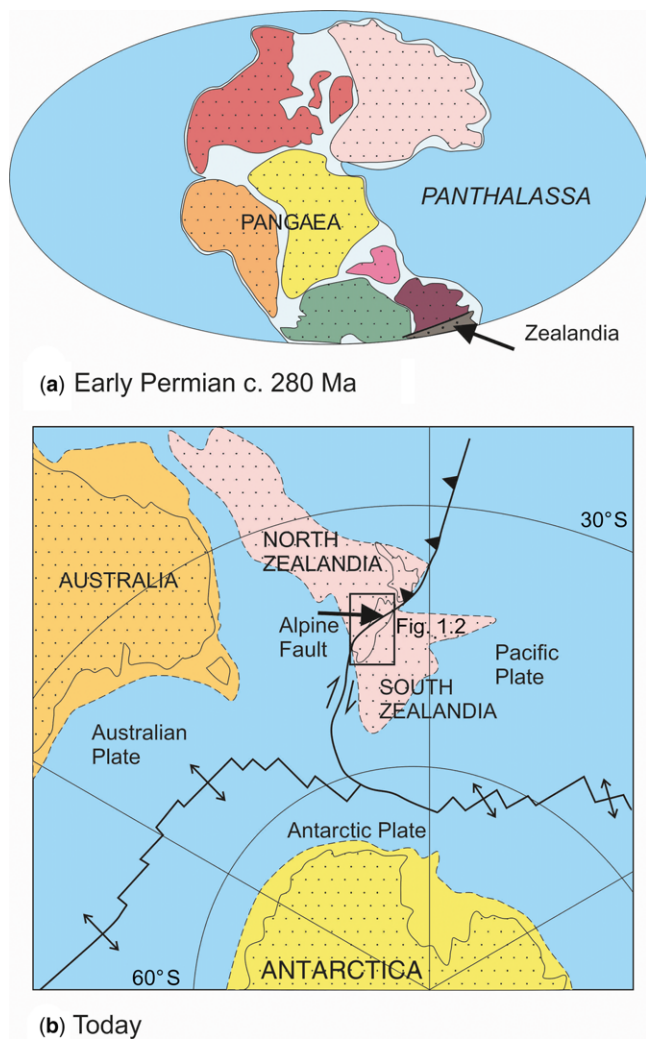 PANTHALASSA
PANGAEA
Zealandia
(a) Early Permian c. 280 Ma
30°S
NORTH
ZEALANDIA
AUSTRALIA
Alpine
Fault
Fig. 1.2
Pacific
Plate
SOUTH
ZEALANDIA
Australian
Plate
Antarctic Plate
60°S
ANTARCTICA
(b) Today